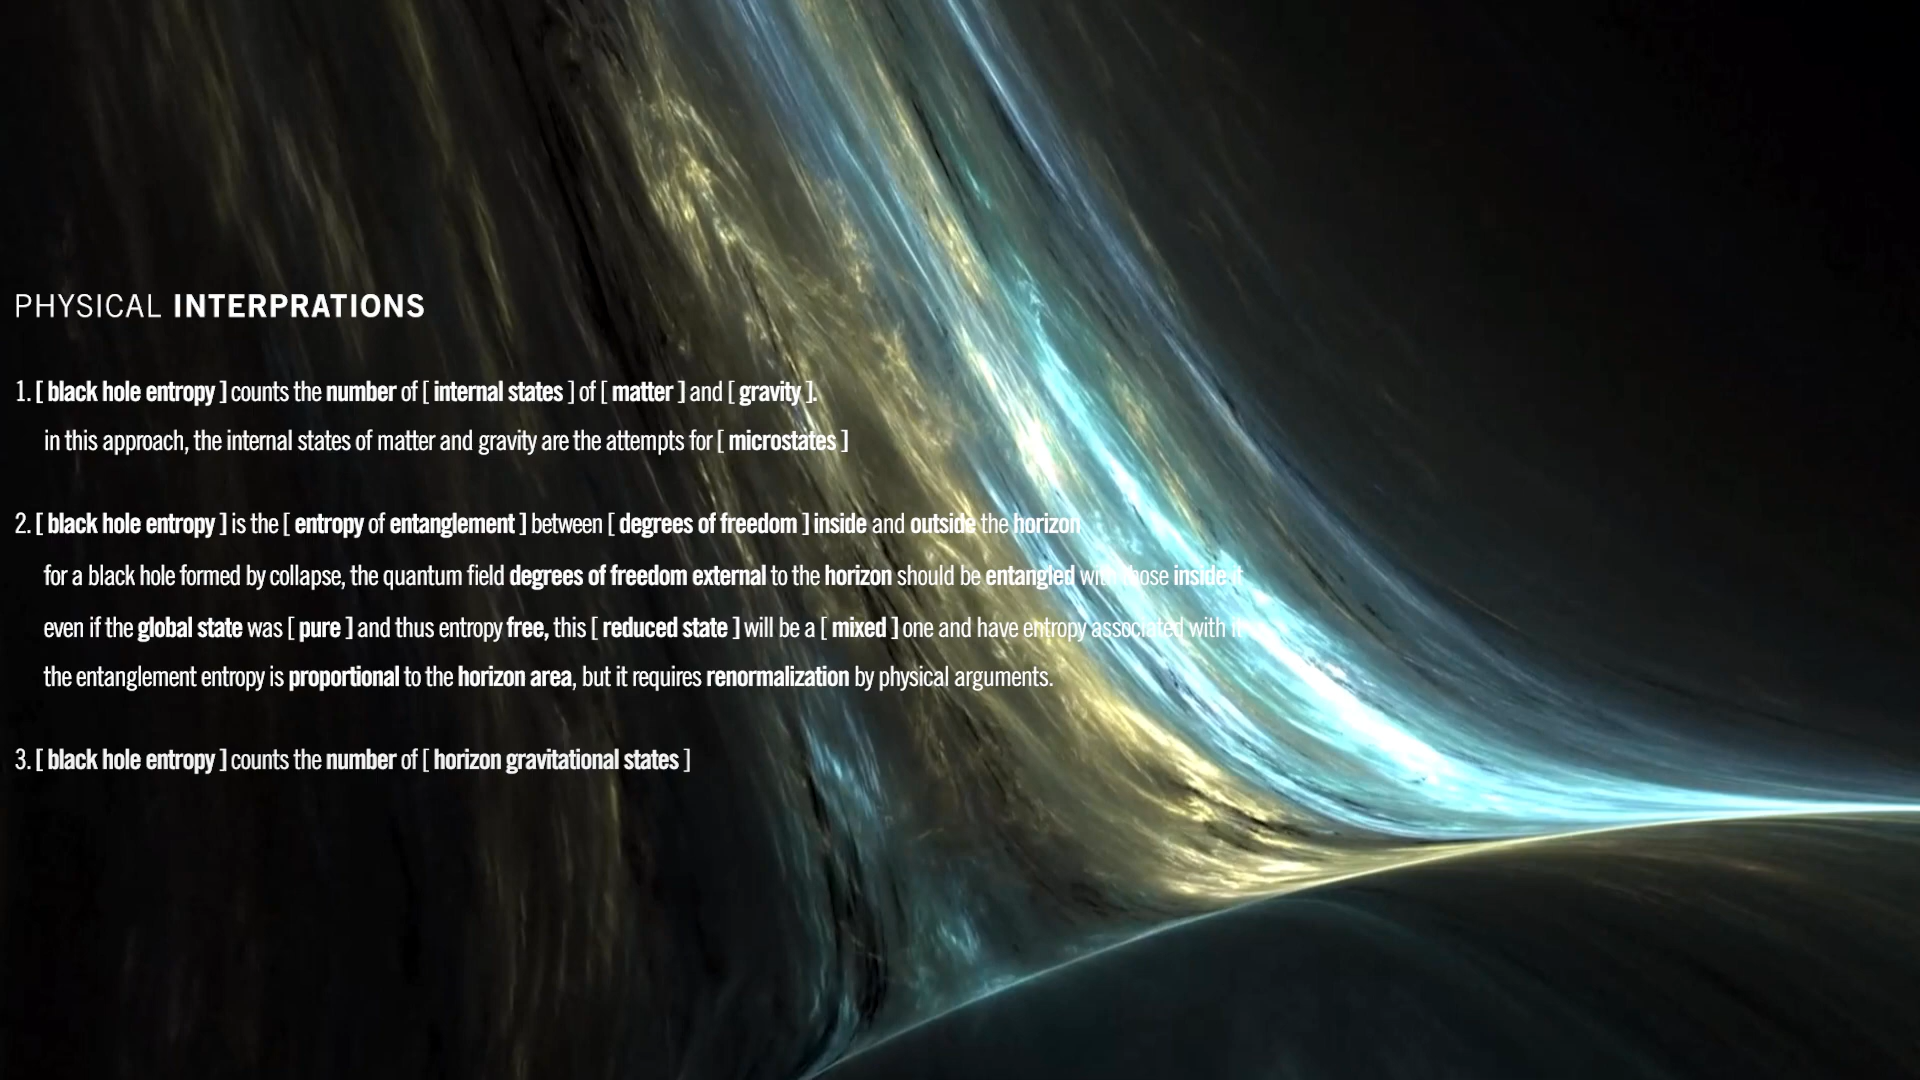 PHYSICAL INTERPRATIONS
1. [ black hole entropy ] counts the number of [ internal states ] of [ matter ] and [ gravity ].
in this approach, the internal states of matter and gravity are the attempts for [ microstates ]
2. [ black hole entropy ] is the [ entropy of entanglement ] between [ degrees of freedom ] inside and outside the horizon
for a black hole formed by collapse, the quantum field degrees of freedom external to the horizon should be entangled with those inside it
even if the global state was [ pure ] and thus entropy free, this [ reduced state ] will be a [ mixed ] one and have entropy associated with it
the entanglement entropy is proportional to the horizon area, but it requires renormalization by physical arguments.
3. [ black hole entropy ] counts the number of [ horizon gravitational states ]